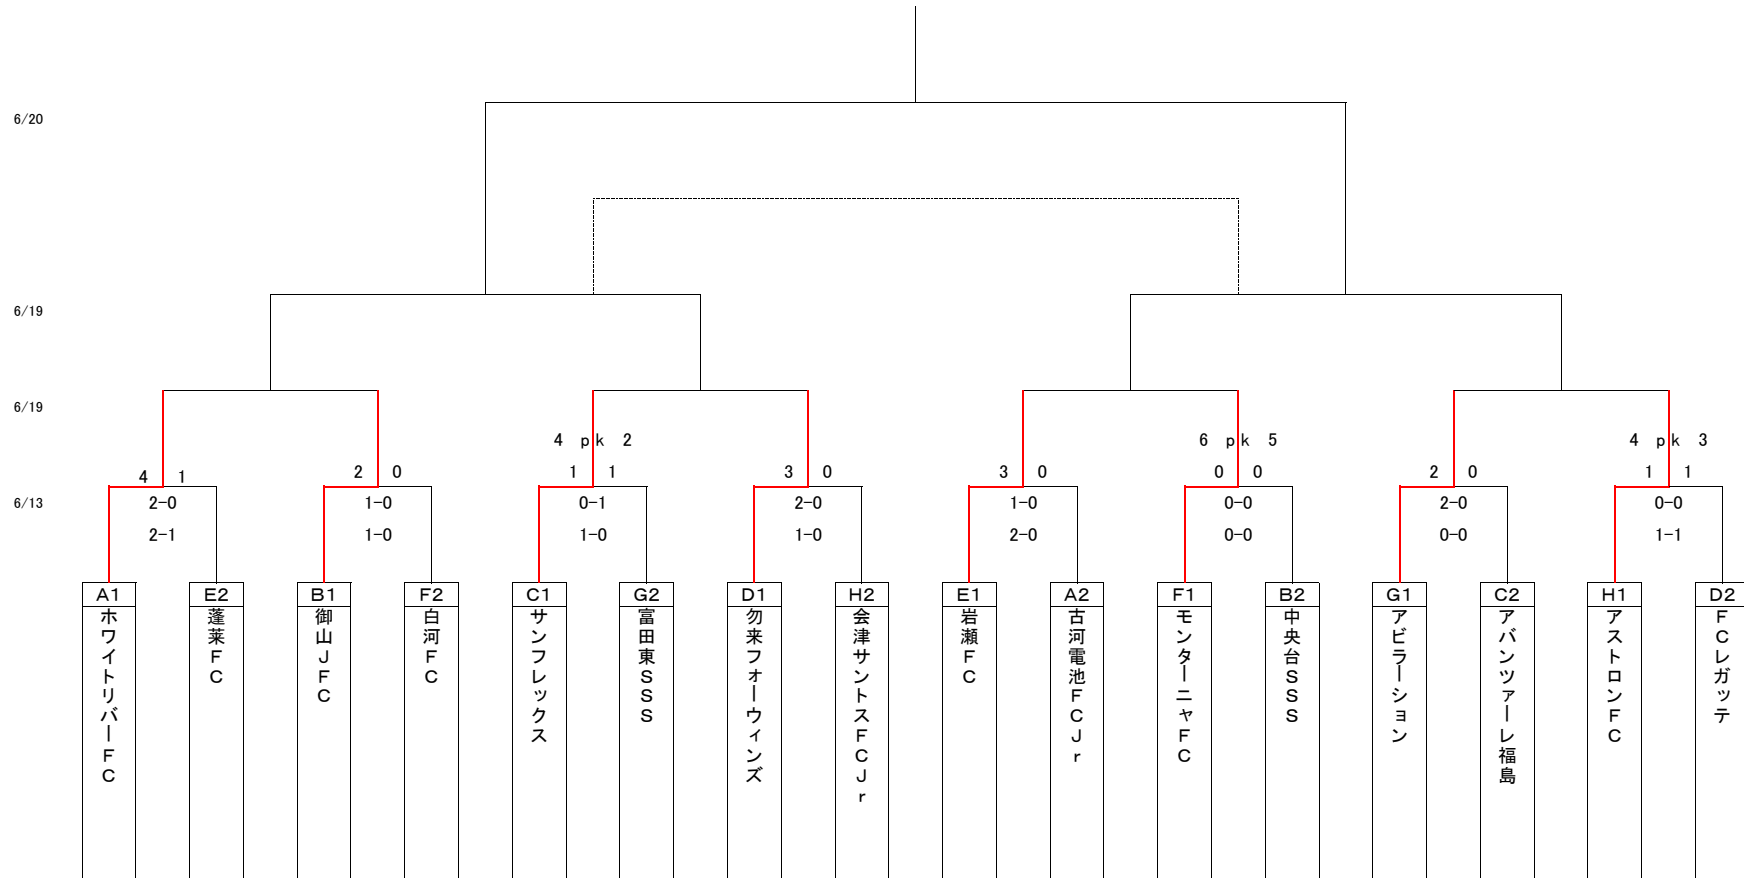 6/20
6/19
6/19
4 pk 2
6 pk 5
4 pk 3
4 1
2 0
1 1
3 0
3 0
0 0
2 0
1 1
6/13
2-0
1-0
0-1
2-0
1-0
0-0
2-0
0-0
2-1
1-0
1-0
1-0
2-0
0-0
0-0
1-1
A1
E2
B1
F2
C1
G2
D1
H2
E1
A2
F1
B2
G1
C2
H1
D2
ホワイトリバーFC
蓬莱FC
御山JFC
白河FC
サンフレックス
富田東SSS
勿来フォーウィンズ
会津サントスFCJr
岩瀬FC
古河電池FCJr
モンターニャFC
中央台SSS
アビラーション
アバンツァーレ福島
アストロンFC
FCレガッテ